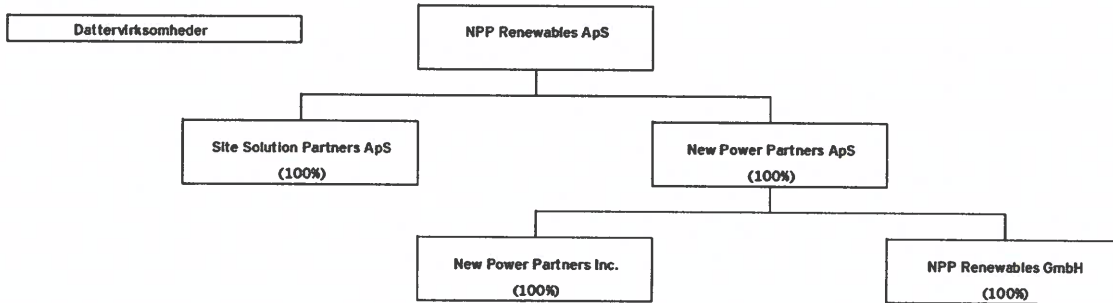 Dattervirksomheder
NPP Renewables ApS
Site Solution Partners ApS
(100%)
New Power Partners ApS
(100%)
New Power Partners Inc.
(100%)
NPP Renewables GmbH
(100%)